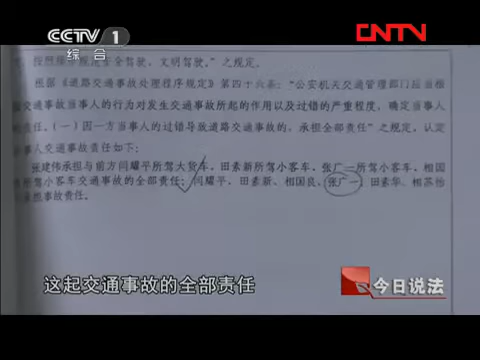 CCTV 1
综合
CNTV
按照操作规范安全驾驶、文明驾驶。”之规定。
根据《道路交通事故处理程序规定》第四十六条:“公安机关交通管理部门应当根
交通事故当事人的行为对发生交通事故所起的作用以及过错的严重程度,确定当事人
责任。(一)因一方当事人的过错导致道路交通事故的,承担全部责任”之规定,认定
事人交通事故责任如下:
张建伟承担与前方闫耀平所驾大货车、田素新所驾小客车、张广一所驾小客车、相国
所驾小客车交通事故的全部责任;闫耀平、田素新、相国良、张广一、田素华、相苏怡
承担事故责任。
这起交通事故的全部责任
今日说法